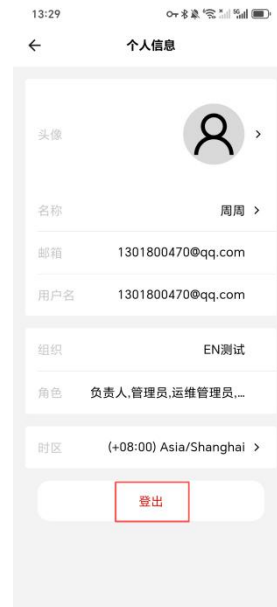 13:29
个人信息
头像
名称 周周
邮箱 1301800470@qq.com
用户名 1301800470@qq.com
组织 EN测试
角色 负责人,管理员,运维管理员,...
时区 (+08:00) Asia/Shanghai
登出